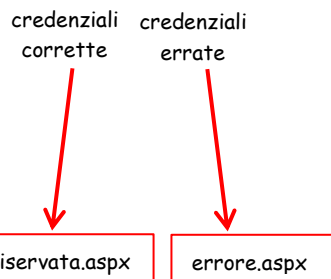 credenziali
corrette
credenziali
errate
iservata.aspx
errore.aspx